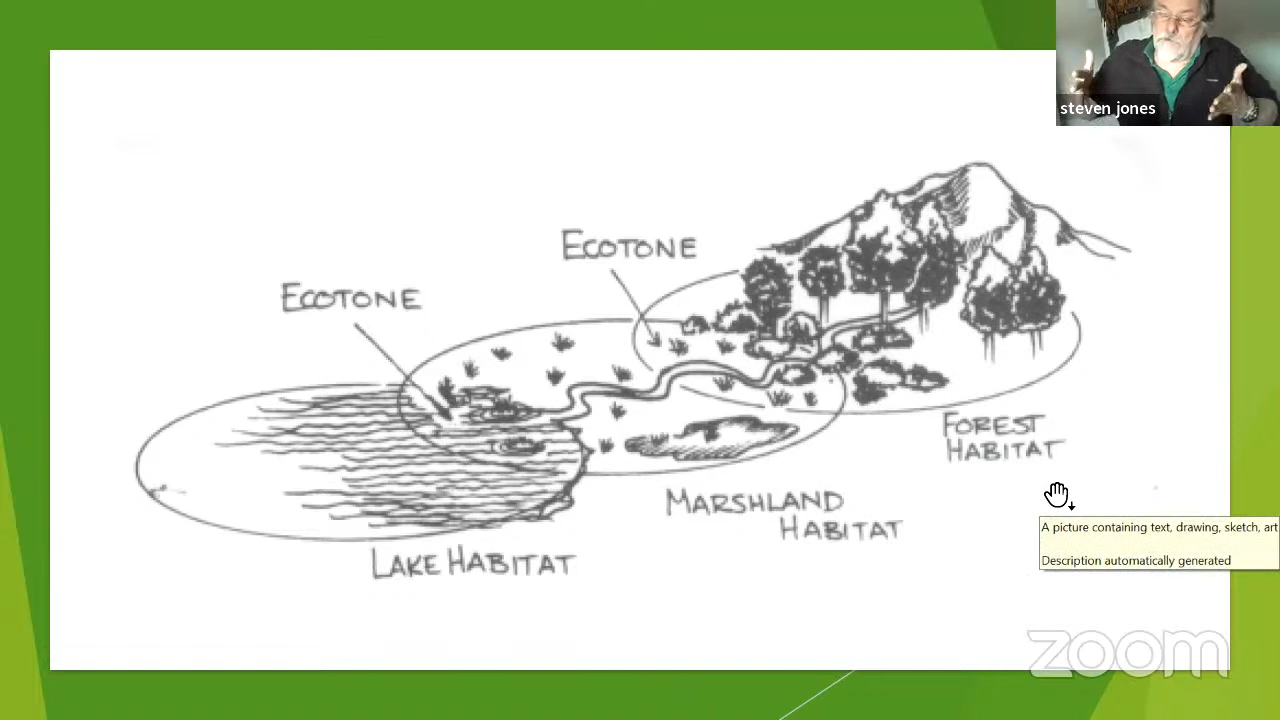 steven jones
ECOTONE
ECOTONE
FOREST
HABITAT
MARSHLAND
HABITAT
LAKE HABITAT
A picture containing text, drawing, sketch, art
Description automatically generated
zoom